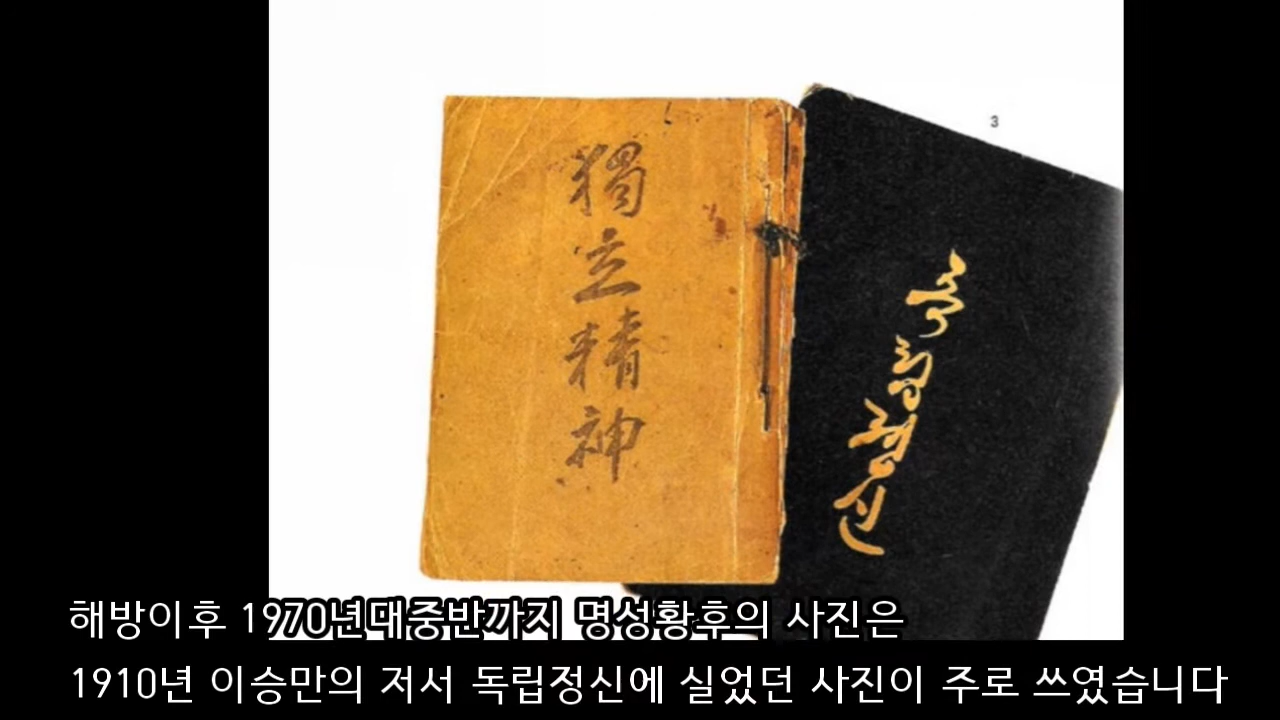 獨立精神
3
독립정신
해방이후 1970년대중반까지 명성황후의 사진은
1910년 이승만의 저서 독립정신에 실었던 사진이 주로 쓰였습니다